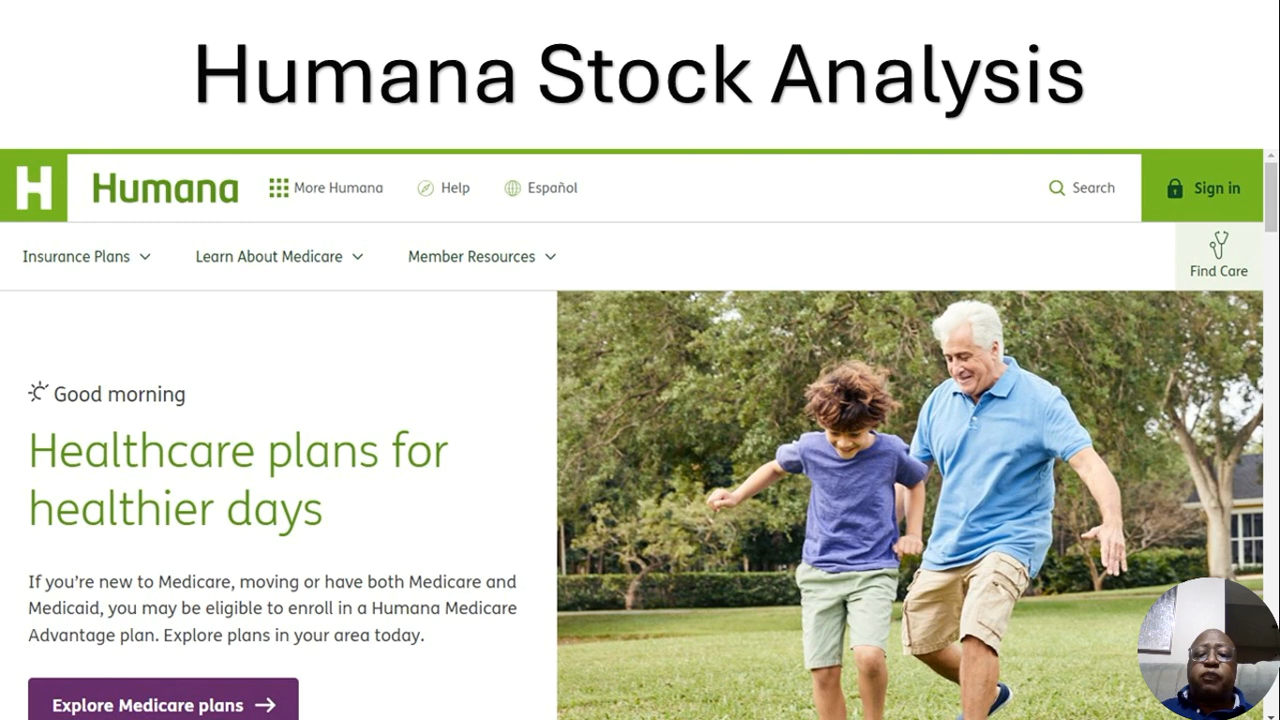 Humana Stock Analysis
H Humana More Humana Help Español Search Sign in
Insurance Plans Learn About Medicare Member Resources Find Care
Good morning
Healthcare plans for
healthier days
If you're new to Medicare, moving or have both Medicare and
Medicaid, you may be eligible to enroll in a Humana Medicare
Advantage plan. Explore plans in your area today.
Explore Medicare plans